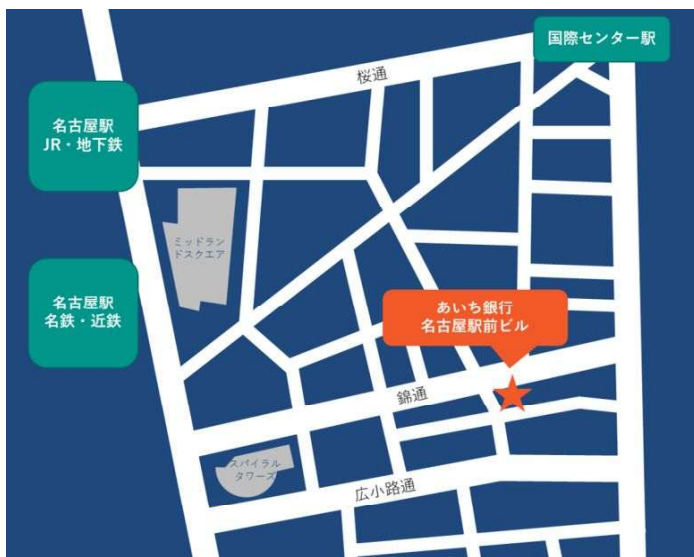 国際センター駅
桜通
名古屋駅
JR・地下鉄
ミッドラン
ドスクエア
名古屋駅
名鉄・近鉄
あいち銀行
名古屋駅前ビル
錦通
スパイラル
タワーズ
広小路通